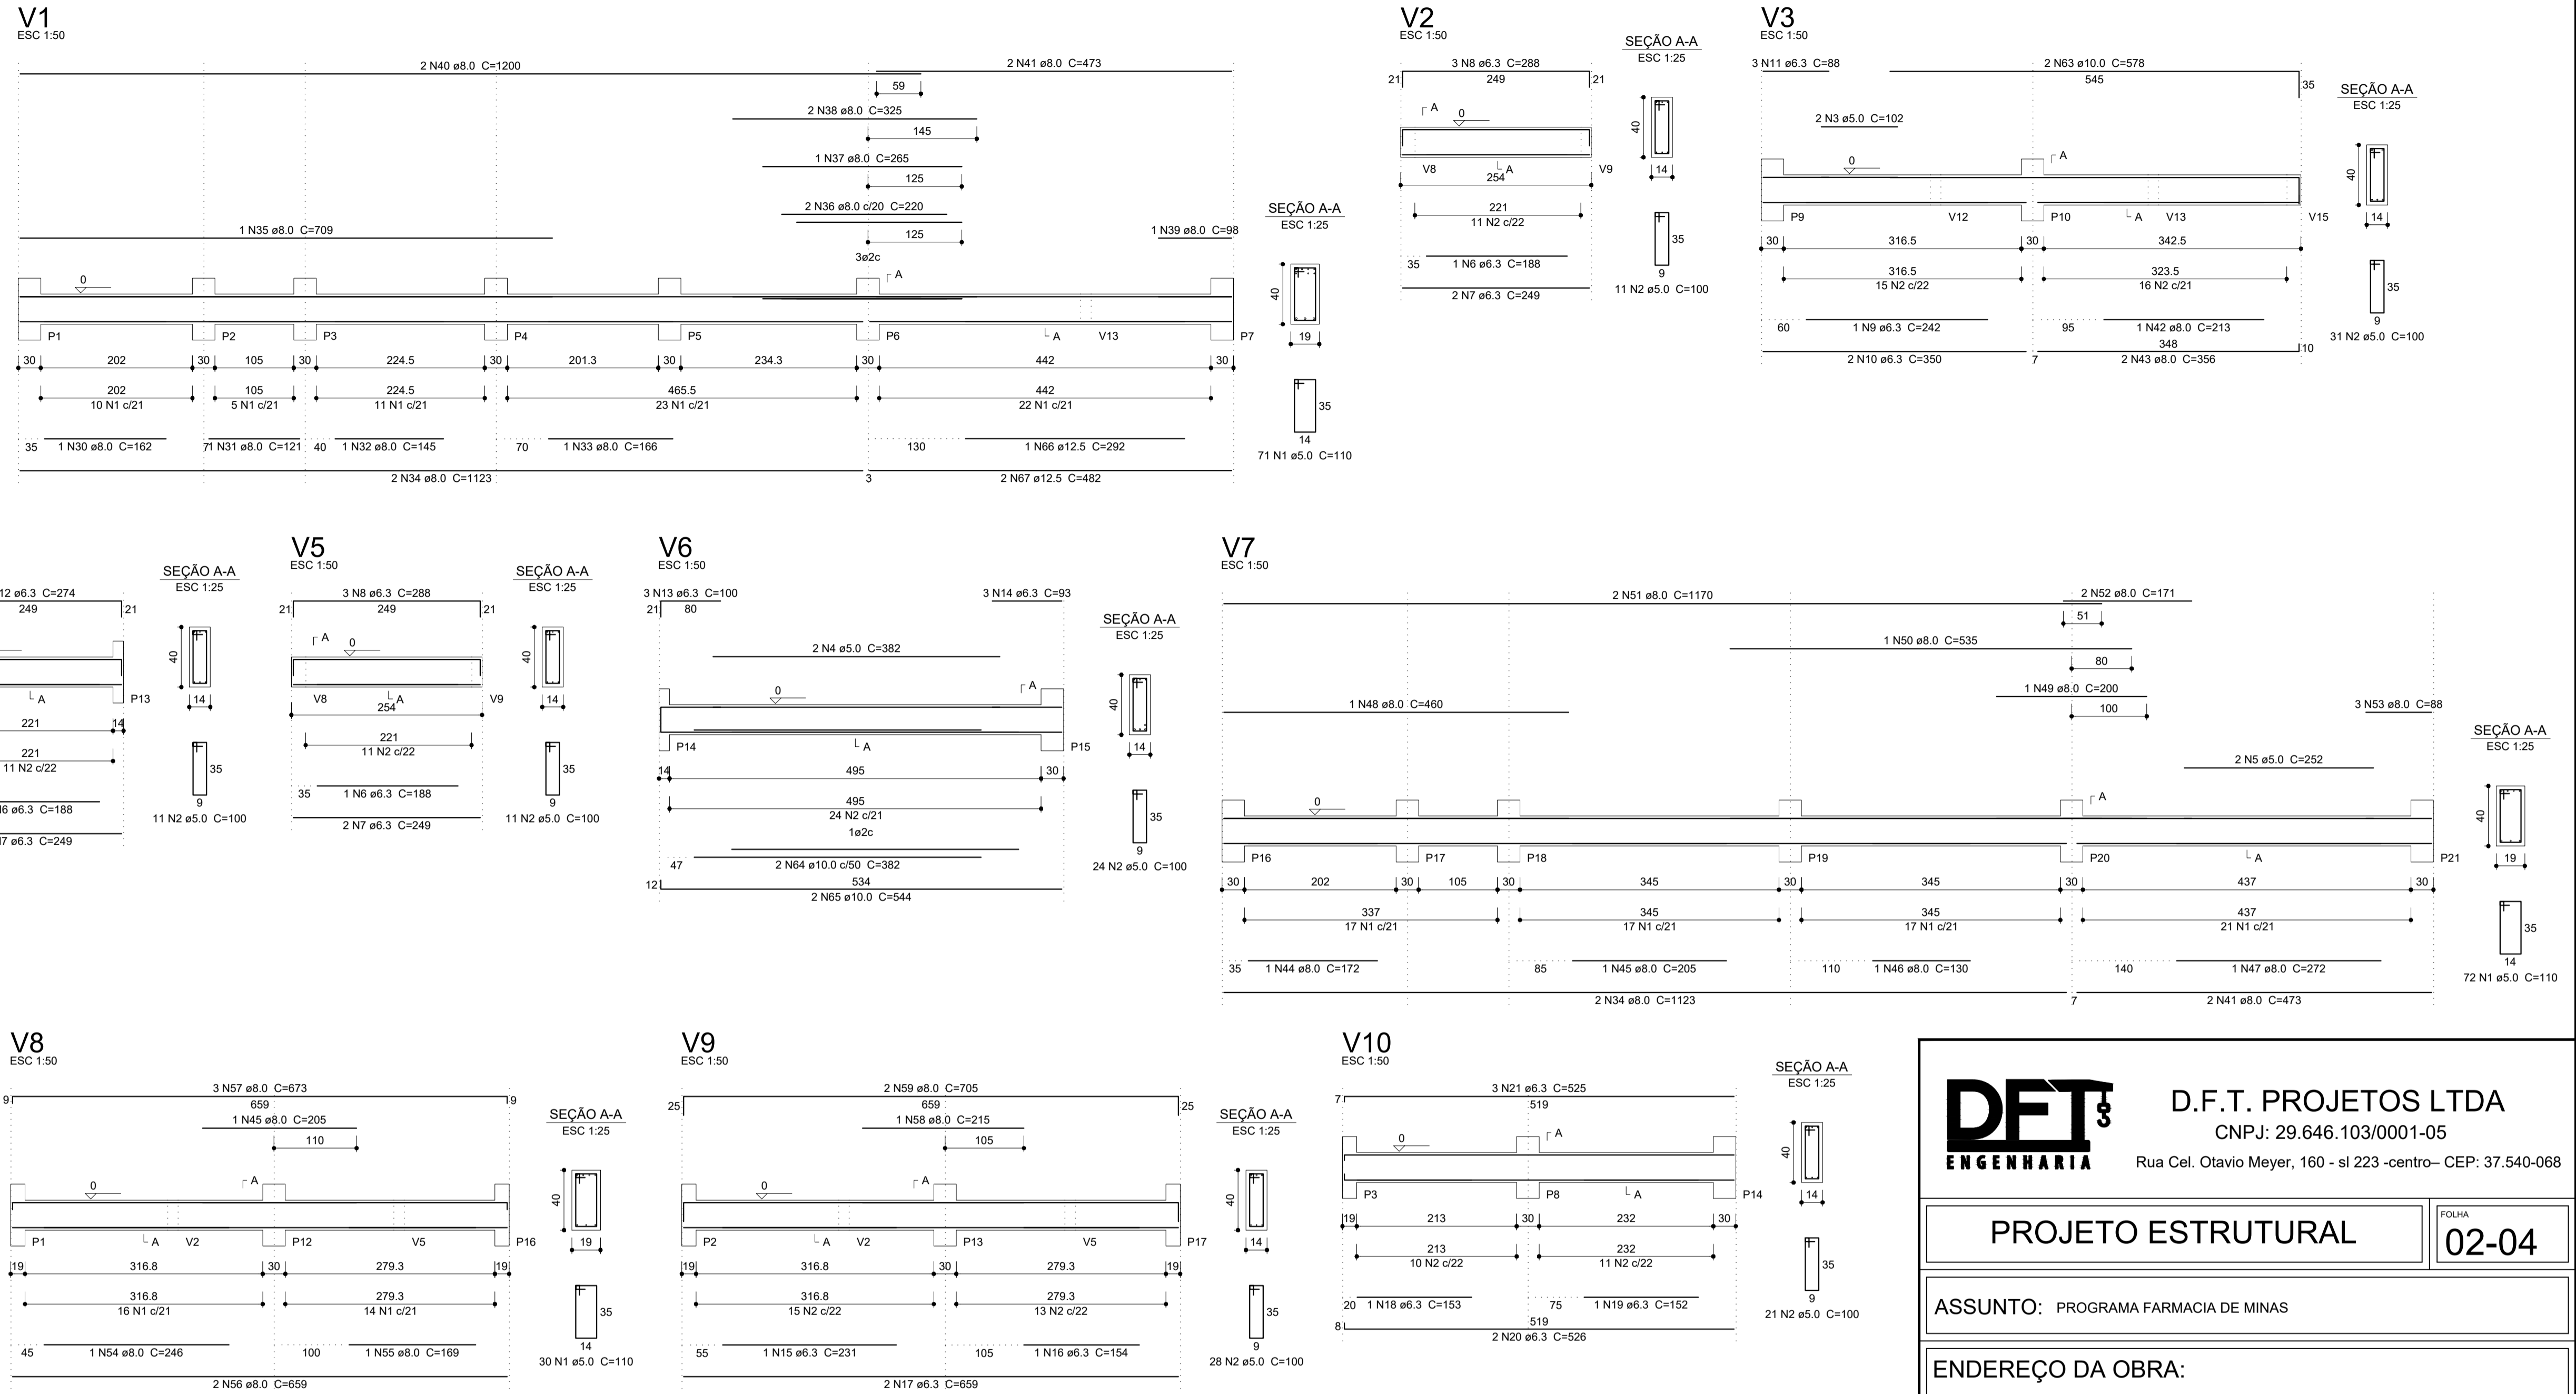 V1
ESC 1:50
2 N40 ø8.0 C=1200
2 N41 ø8.0 C=473
59
2 N38 ø8.0 C=325
145
1 N37 ø8.0 C=265
125
2 N36 ø8.0 c/20 C=220
125
1 N35 ø8.0 C=709
1 N39 ø8.0 C=98
3ø2c
A
0
P1 P2 P3 P4 P5 P6 A V13 P7
30 202 30 105 30 224.5 30 201.3 30 234.3 30 442 30
202 105 224.5 465.5 442
10 N1 c/21 5 N1 c/21 11 N1 c/21 23 N1 c/21 22 N1 c/21
35 1 N30 ø8.0 C=162 7 1 N31 ø8.0 C=121 40 1 N32 ø8.0 C=145 70 1 N33 ø8.0 C=166 130 1 N66 ø12.5 C=292
2 N34 ø8.0 C=1123 3 2 N67 ø12.5 C=482
SEÇÃO A-A
ESC 1:25
40
19
35
14
71 N1 ø5.0 C=110
V2
ESC 1:50
3 N8 ø6.3 C=288
21 249 21
A
0
V8 A V9
254
221
11 N2 c/22
35 1 N6 ø6.3 C=188
2 N7 ø6.3 C=249
SEÇÃO A-A
ESC 1:25
40
14
35
9
11 N2 ø5.0 C=100
V3
ESC 1:50
3 N11 ø6.3 C=88
2 N63 ø10.0 C=578
545
35
2 N3 ø5.0 C=102
0
A
P9 V12 P10 A V13 V15
30 316.5 30 342.5
316.5 323.5
15 N2 c/22 16 N2 c/21
60 1 N9 ø6.3 C=242 95 1 N42 ø8.0 C=213
348 10
2 N10 ø6.3 C=350 7 2 N43 ø8.0 C=356
SEÇÃO A-A
ESC 1:25
40
14
35
9
31 N2 ø5.0 C=100
12 ø6.3 C=274
249 21
A P13
221 14
221
11 N2 c/22
6 ø6.3 C=188
7 ø6.3 C=249
SEÇÃO A-A
ESC 1:25
40
14
35
9
11 N2 ø5.0 C=100
V5
ESC 1:50
3 N8 ø6.3 C=288
21 249 21
A
0
V8 A V9
254
221
11 N2 c/22
35 1 N6 ø6.3 C=188
2 N7 ø6.3 C=249
SEÇÃO A-A
ESC 1:25
40
14
35
9
11 N2 ø5.0 C=100
V6
ESC 1:50
3 N13 ø6.3 C=100
21 80
3 N14 ø6.3 C=93
2 N4 ø5.0 C=382
0
A
P14 A P15
14 495 30
495
24 N2 c/21
1ø2c
47 2 N64 ø10.0 c/50 C=382
12 534
2 N65 ø10.0 C=544
SEÇÃO A-A
ESC 1:25
40
14
35
9
24 N2 ø5.0 C=100
V7
ESC 1:50
2 N51 ø8.0 C=1170
2 N52 ø8.0 C=171
51
1 N50 ø8.0 C=535
80
1 N49 ø8.0 C=200
100
1 N48 ø8.0 C=460
3 N53 ø8.0 C=88
2 N5 ø5.0 C=252
0
A
P16 P17 P18 P19 P20 A P21
30 202 30 105 30 345 30 345 30 437 30
337 345 345 437
17 N1 c/21 17 N1 c/21 17 N1 c/21 21 N1 c/21
35 1 N44 ø8.0 C=172 85 1 N45 ø8.0 C=205 110 1 N46 ø8.0 C=130 140 1 N47 ø8.0 C=272
2 N34 ø8.0 C=1123 7 2 N41 ø8.0 C=473
SEÇÃO A-A
ESC 1:25
40
19
35
14
72 N1 ø5.0 C=110
V8
ESC 1:50
3 N57 ø8.0 C=673
9 659 9
1 N45 ø8.0 C=205
110
0
A
P1 A V2 P12 V5 P16
19 316.8 30 279.3 19
316.8 279.3
16 N1 c/21 14 N1 c/21
45 1 N54 ø8.0 C=246 100 1 N55 ø8.0 C=169
2 N56 ø8.0 C=659
SEÇÃO A-A
ESC 1:25
40
19
35
14
30 N1 ø5.0 C=110
V9
ESC 1:50
2 N59 ø8.0 C=705
25 659 25
1 N58 ø8.0 C=215
105
0
A
P2 A V2 P13 V5 P17
19 316.8 30 279.3 19
316.8 279.3
15 N2 c/22 13 N2 c/22
55 1 N15 ø6.3 C=231 105 1 N16 ø6.3 C=154
2 N17 ø6.3 C=659
SEÇÃO A-A
ESC 1:25
40
14
35
9
28 N2 ø5.0 C=100
V10
ESC 1:50
3 N21 ø6.3 C=525
7 519
0
A
P3 P8 A P14
19 213 30 232 30
213 232
10 N2 c/22 11 N2 c/22
20 1 N18 ø6.3 C=153 75 1 N19 ø6.3 C=152
8 519
2 N20 ø6.3 C=526
SEÇÃO A-A
ESC 1:25
40
14
35
9
21 N2 ø5.0 C=100
DFT
ENGENHARIA
D.F.T. PROJETOS LTDA
CNPJ: 29.646.103/0001-05
Rua Cel. Otavio Meyer, 160 - sl 223 -centro– CEP: 37.540-068
PROJETO ESTRUTURAL
FOLHA
02-04
ASSUNTO: PROGRAMA FARMACIA DE MINAS
ENDEREÇO DA OBRA: